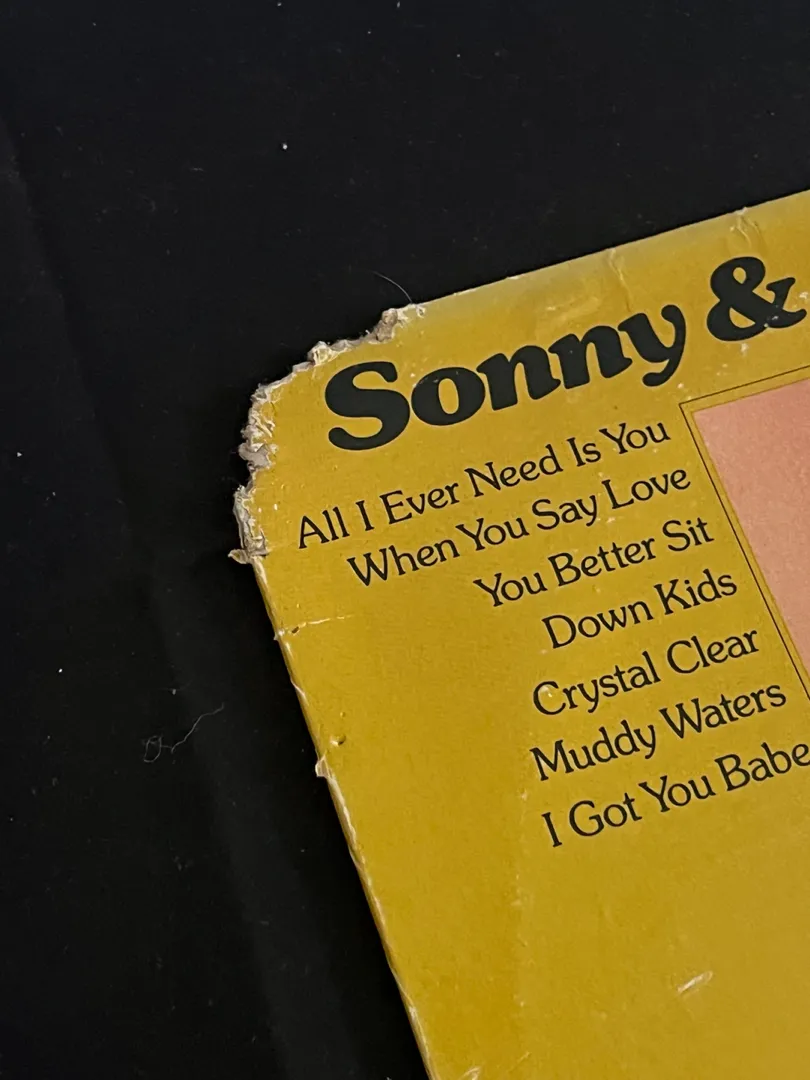 Sonny &
All I Ever Need Is You
When You Say Love
You Better Sit
Down Kids
Crystal Clear
Muddy Waters
I Got You Babe